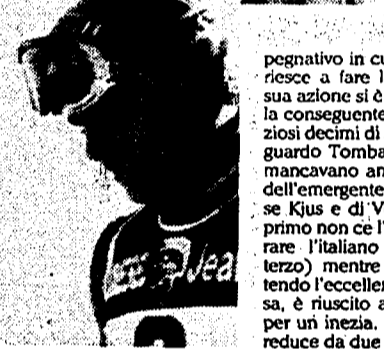 pegnativo in cu
riesce a fare l
sua azione si è
la conseguente
ziosi decimi di
guardo Tomba
mancavano an
dell'emergente
se Kjus e di V
primo non ce l'
rare l'italiano
terzo) mentre
tendo l'eccellen
sa, è riuscito a
per un inezia.
reduce da due
Jea